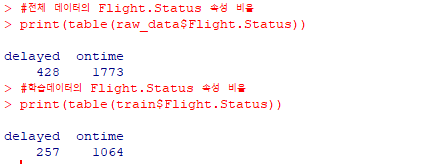 > #전체 데이터의 Flight.Status 속성 비율
> print(table(raw_data$Flight.Status))
delayed ontime
428 1773
> #학습데이터의 Flight.Status 속성 비율
> print(table(train$Flight.Status))
delayed ontime
257 1064